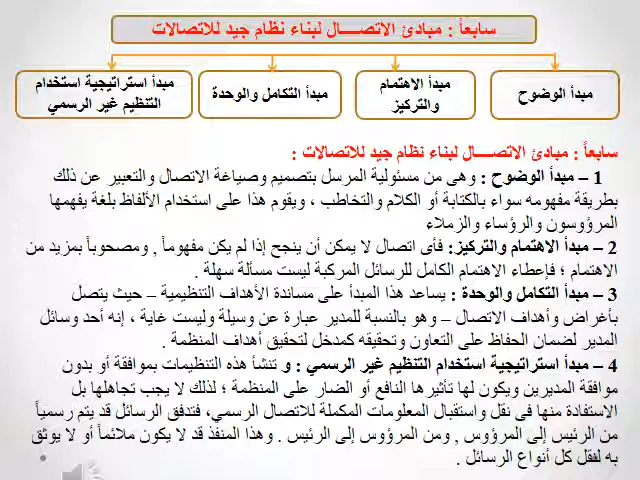 سابعاً : مبادئ الاتصـــال لبناء نظام جيد للاتصالات
مبدأ الوضوح
مبدأ الاهتمام
والتركيز
مبدأ التكامل والوحدة
مبدأ استراتيجية استخدام
التنظيم غير الرسمي
سابعاً : مبادئ الاتصـــال لبناء نظام جيد للاتصالات :
1 – مبدأ الوضوح : وهى من مسئولية المرسل بتصميم وصياغة الاتصال والتعبير عن ذلك
بطريقة مفهومه سواء بالكتابة أو الكلام والتخاطب ، ويقوم هذا على استخدام الألفاظ بلغة يفهمها
المرؤوسون والرؤساء والزملاء
2 – مبدأ الاهتمام والتركيز: فأى اتصال لا يمكن أن ينجح إذا لم يكن مفهوماً , ومصحوباً بمزيد من
الاهتمام ؛ فإعطاء الاهتمام الكامل للرسائل المركبة ليست مسألة سهلة .
3 – مبدأ التكامل والوحدة : يساعد هذا المبدأ على مساندة الأهداف التنظيمية – حيث يتصل
بأغراض وأهداف الاتصال – وهو بالنسبة للمدير عبارة عن وسيلة وليست غاية ، إنه أحد وسائل
المدير لضمان الحفاظ على التعاون وتحقيقه كمدخل لتحقيق أهداف المنظمة .
4 – مبدأ استراتيجية استخدام التنظيم غير الرسمي : و تنشأ هذه التنظيمات بموافقة أو بدون
موافقة المديرين ويكون لها تأثيرها النافع أو الضار على المنظمة ؛ لذلك لا يجب تجاهلها بل
الاستفادة منها فى نقل واستقبال المعلومات المكملة للاتصال الرسمي، فتدفق الرسائل قد يتم رسمياً
من الرئيس إلى المرؤوس , ومن المرؤوس إلى الرئيس . وهذا المنفذ قد لا يكون ملائماً أو لا يوثق
به لنقل كل أنواع الرسائل .